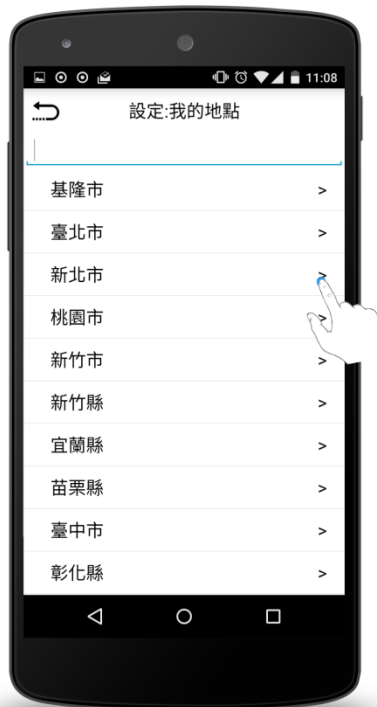 11:08
設定:我的地點
基隆市 >
臺北市 >
新北市 >
桃園市 >
新竹市 >
新竹縣 >
宜蘭縣 >
苗栗縣 >
臺中市 >
彰化縣 >